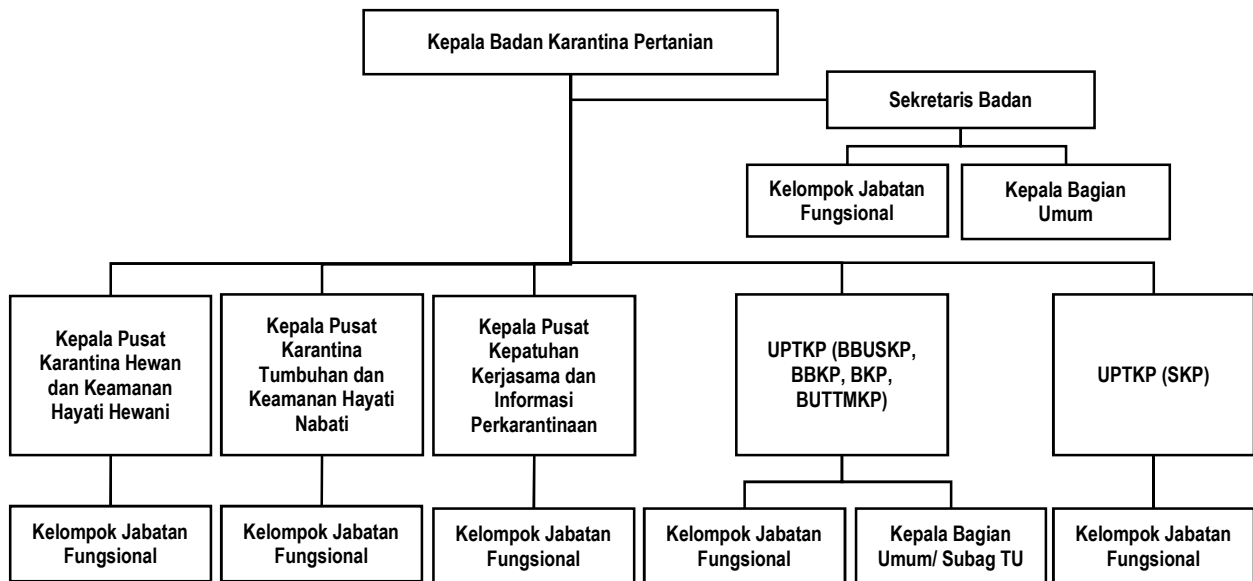 Kepala Badan Karantina Pertanian
Sekretaris Badan
Kelompok Jabatan
Fungsional
Kepala Bagian
Umum
Kepala Pusat
Karantina Hewan
dan Keamanan
Hayati Hewani
Kepala Pusat
Karantina
Tumbuhan dan
Keamanan Hayati
Nabati
Kepala Pusat
Kepatuhan
Kerjasama dan
Informasi
Perkarantinaan
UPTKP (BBUSKP,
BBKP, BKP,
BUTTMKP)
UPTKP (SKP)
Kelompok Jabatan
Fungsional
Kelompok Jabatan
Fungsional
Kelompok Jabatan
Fungsional
Kelompok Jabatan
Fungsional
Kepala Bagian
Umum/ Subag TU
Kelompok Jabatan
Fungsional